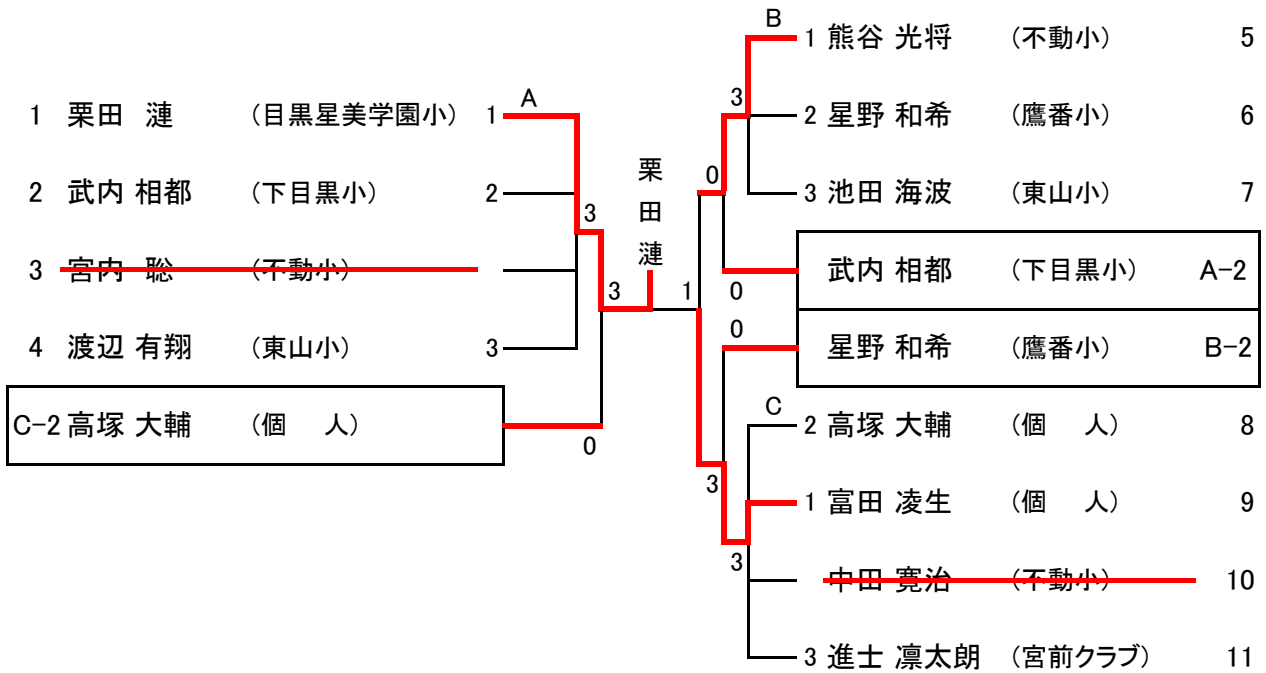 A
1 栗田 漣 (目黒星美学園小) 1
2 武内 相都 (下目黒小) 2
3 宮内 聡 (不動小)
4 渡辺 有翔 (東山小) 3
C-2 高塚 大輔 (個 人)
3
3
0
栗田漣
1
B
1 熊谷 光将 (不動小) 5
3
2 星野 和希 (鷹番小) 6
0
3 池田 海波 (東山小) 7
武内 相都 (下目黒小) A-2
0
0
星野 和希 (鷹番小) B-2
C
2 高塚 大輔 (個 人) 8
3
1 富田 凌生 (個 人) 9
3
中田 寛治 (不動小) 10
3 進士 凛太朗 (宮前クラブ) 11